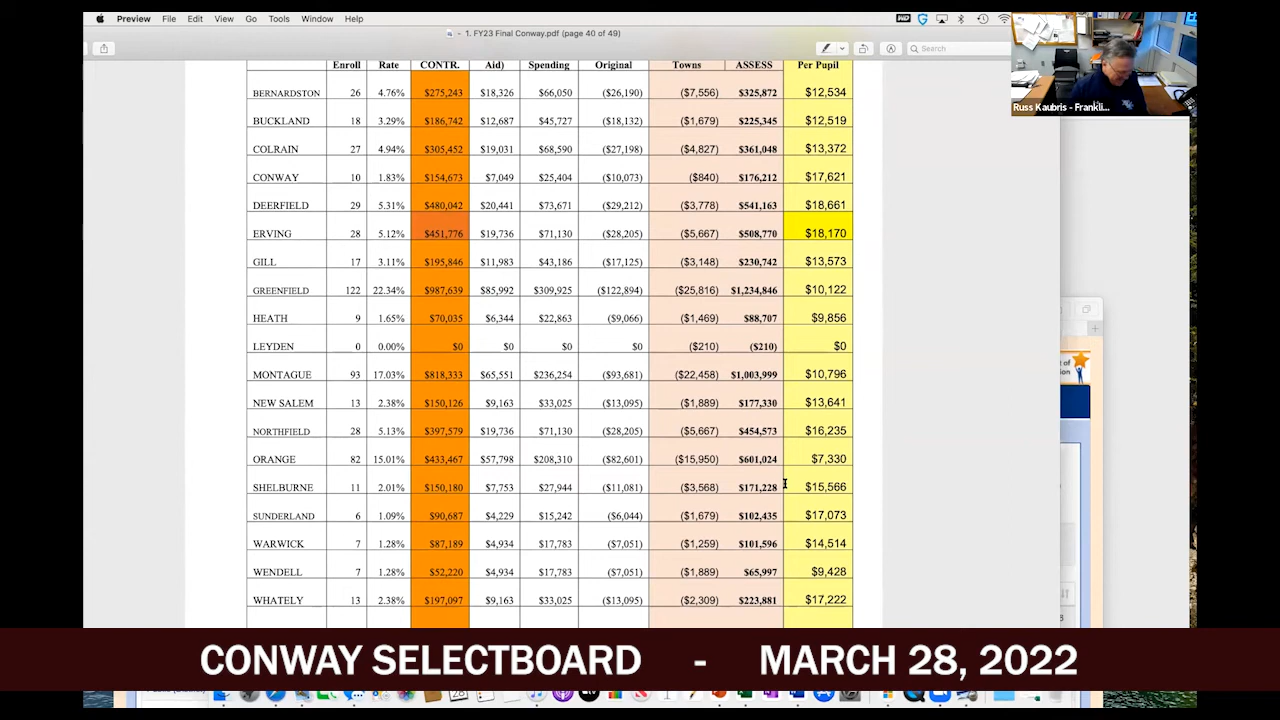 Preview File Edit View Go Tools Window Help
1. FY23 Final Conway.pdf (page 40 of 49)
Search
Russ Kaubris - Frankli...
Enroll Rate CONTR. Aid) Spending Original Towns ASSESS Per Pupil
BERNARDSTON 26 4.76% $275,243 $18,326 $66,050 ($26,190) ($7,556) $325,872 $12,534
BUCKLAND 18 3.29% $186,742 $12,687 $45,727 ($18,132) ($1,679) $225,345 $12,519
COLRAIN 27 4.94% $305,452 $19,031 $68,590 ($27,198) ($4,827) $361,048 $13,372
CONWAY 10 1.83% $154,673 $7,049 $25,404 ($10,073) ($840) $176,212 $17,621
DEERFIELD 29 5.31% $480,042 $20,441 $73,671 ($29,212) ($3,778) $541,163 $18,661
ERVING 28 5.12% $451,776 $19,736 $71,130 ($28,205) ($5,667) $508,770 $18,170
GILL 17 3.11% $195,846 $11,983 $43,186 ($17,125) ($3,148) $230,742 $13,573
GREENFIELD 122 22.34% $987,639 $85,992 $309,925 ($122,894) ($25,816) $1,234,846 $10,122
HEATH 9 1.65% $70,035 $6,344 $22,863 ($9,066) ($1,469) $88,707 $9,856
LEYDEN 0 0.00% $0 $0 $0 $0 ($210) ($210) $0
MONTAGUE $818,333 $65,551 $236,254 ($93,681) ($22,458) $1,003,999 $10,796
NEW SALEM 13 2.38% $150,126 $9,163 $33,025 ($13,095) ($1,889) $177,330 $13,641
NORTHFIELD 28 5.13% $397,579 $19,736 $71,130 ($28,205) ($5,667) $454,573 $16,235
ORANGE 82 15.01% $433,467 $57,798 $208,310 ($82,601) ($15,950) $601,024 $7,330
SHELBURNE 11 2.01% $150,180 $7,753 $27,944 ($11,081) ($3,568) $171,228 $15,566
SUNDERLAND 6 1.09% $90,687 $4,229 $15,242 ($6,044) ($1,679) $102,435 $17,073
WARWICK 7 1.28% $87,189 $4,934 $17,783 ($7,051) ($1,259) $101,596 $14,514
WENDELL 7 1.28% $52,220 $4,934 $17,783 ($7,051) ($1,889) $65,997 $9,428
WHATELY 13 2.38% $197,097 $9,163 $33,025 ($13,095) ($2,309) $223,881 $17,222
CONWAY SELECTBOARD - MARCH 28, 2022